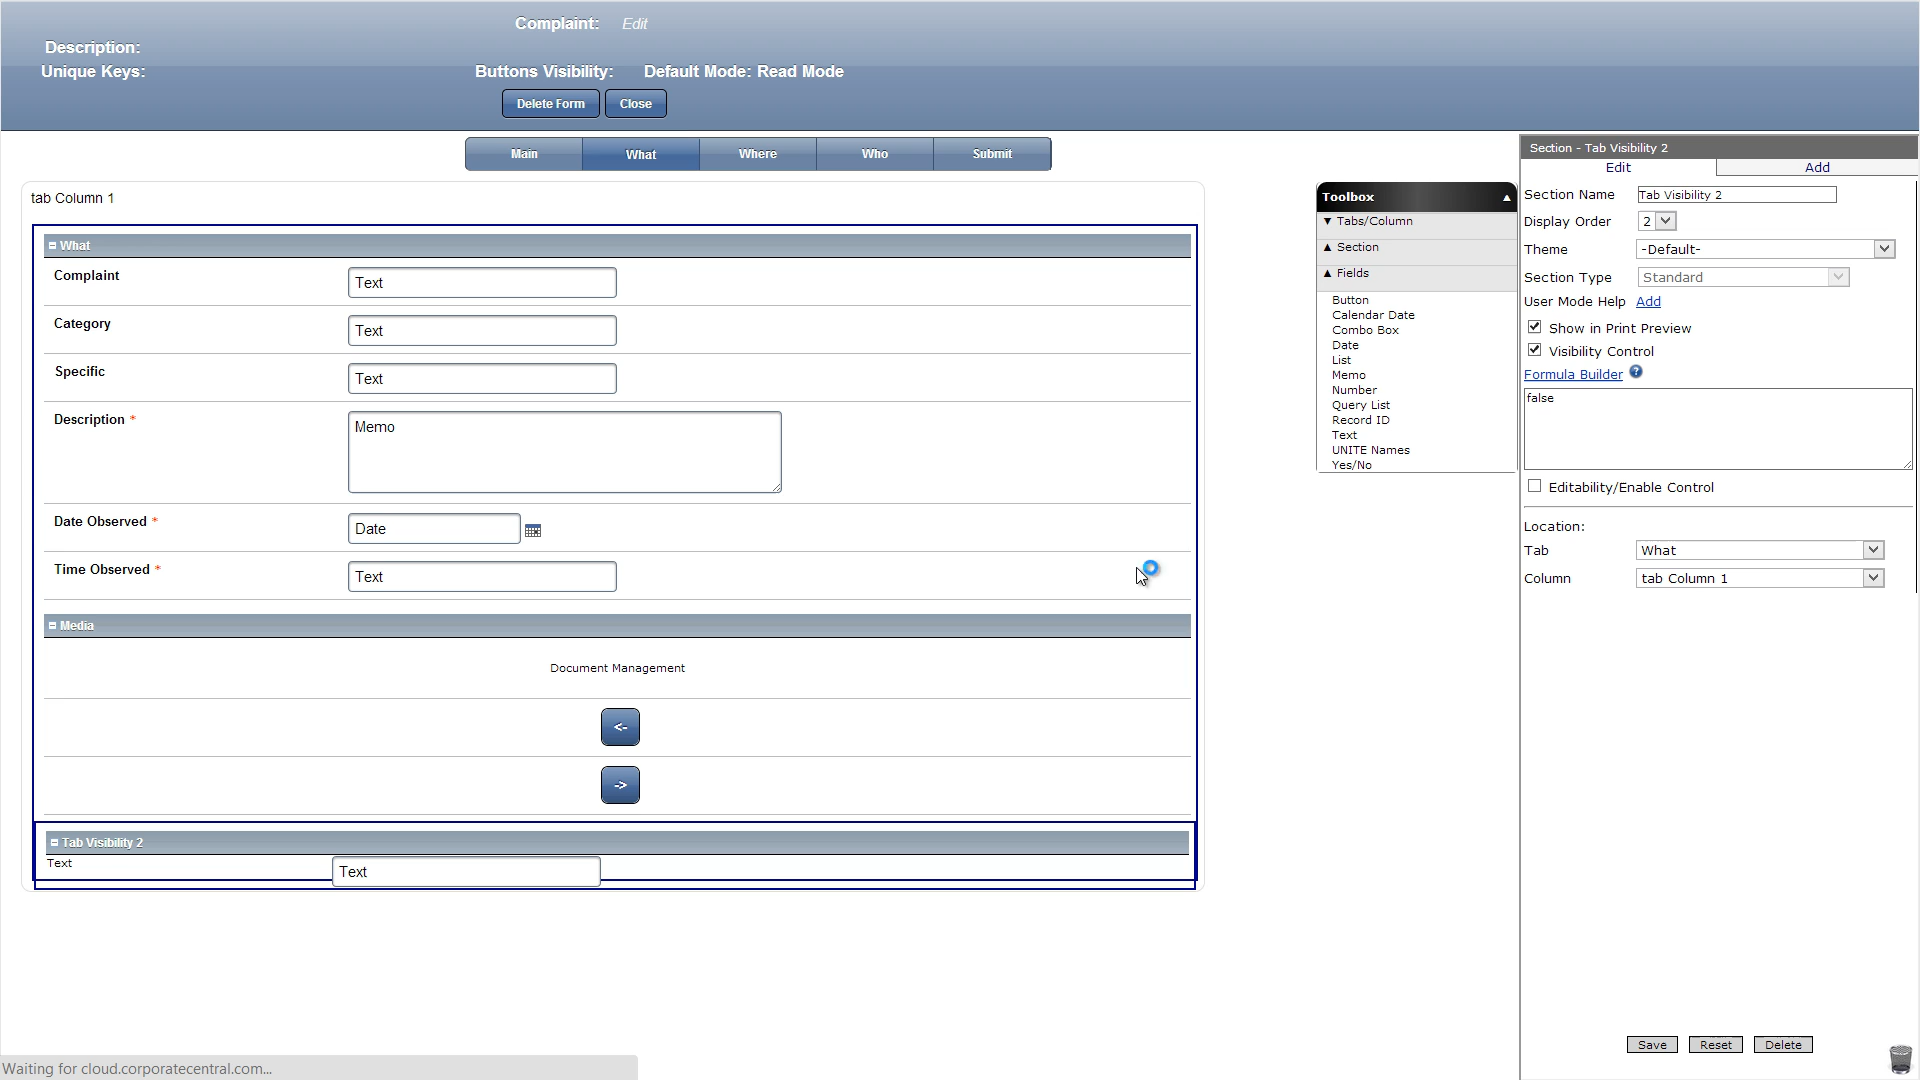 Complaint: Edit
Description:
Unique Keys:
Buttons Visibility: Default Mode: Read Mode
Delete Form Close
Main What Where Who Submit
tab Column 1
What
Complaint Text
Category Text
Specific Text
Description * Memo
Date Observed * Date
Time Observed * Text
Media
Document Management
<-
->
Tab Visibility 2
Text Text
Waiting for cloud.corporatecentral.com...
Toolbox ▲
▼ Tabs/Column
▲ Section
▲ Fields
Button
Calendar Date
Combo Box
Date
List
Memo
Number
Query List
Record ID
Text
UNITE Names
Yes/No
Section - Tab Visibility 2
Edit Add
Section Name Tab Visibility 2
Display Order 2
Theme -Default-
Section Type Standard
User Mode Help Add
Show in Print Preview
Visibility Control
Formula Builder ?
false
Editability/Enable Control
Location:
Tab What
Column tab Column 1
Save Reset Delete